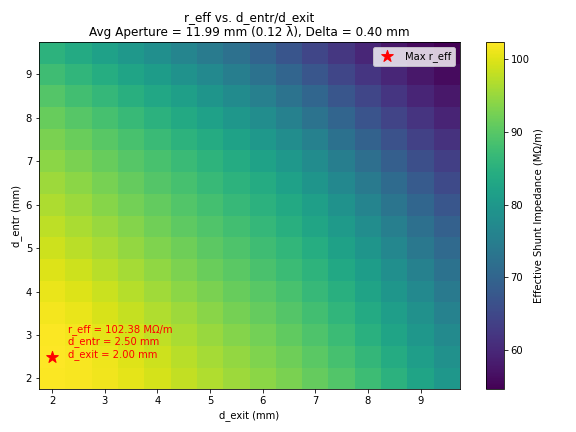 r_eff vs. d_entr/d_exit
Avg Aperture = 11.99 mm (0.12 λ), Delta = 0.40 mm
Max r_eff
9
8
7
6
5
4
3
2
d_entr (mm)
r_eff = 102.38 MΩ/m
d_entr = 2.50 mm
d_exit = 2.00 mm
2 3 4 5 6 7 8 9
d_exit (mm)
100
90
80
70
60
Effective Shunt Impedance (MΩ/m)